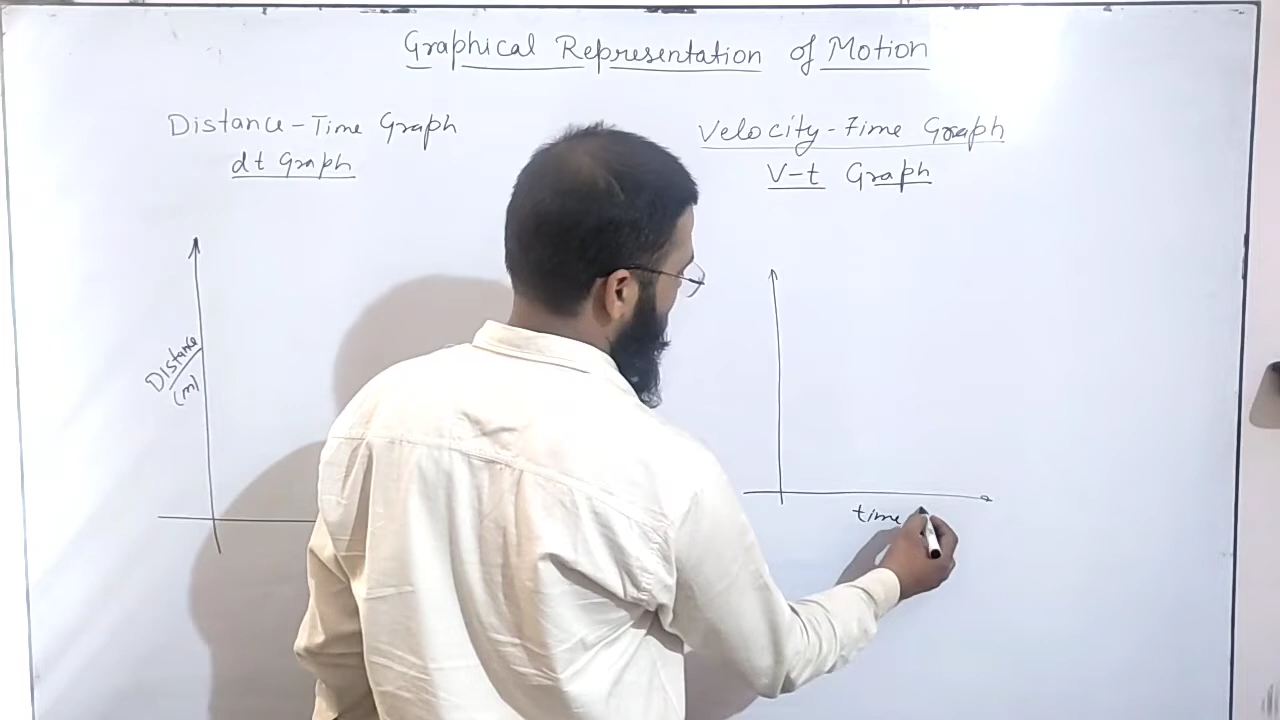 Graphical Representation of Motion
Distance-Time Graph
dt Graph
Velocity-Time Graph
V-t Graph
Distance
(m)
time